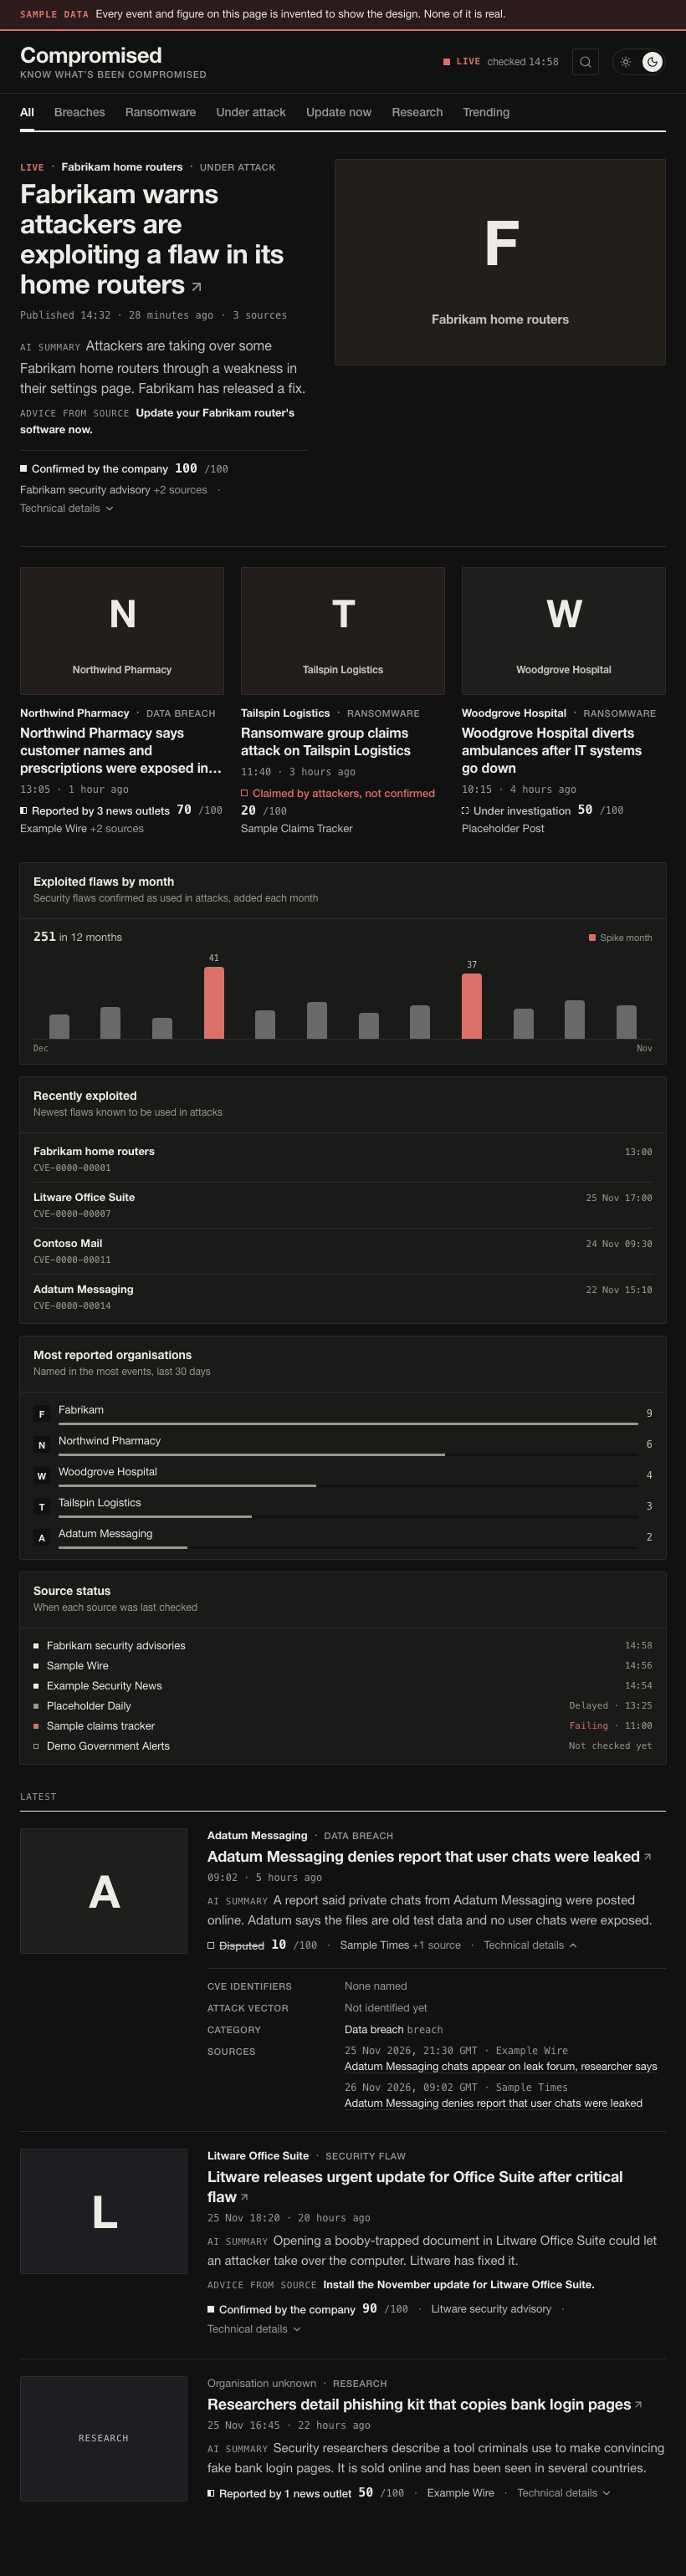 SAMPLE DATA Every event and figure on this page is invented to show the design. None of it is real.
Compromised
KNOW WHAT'S BEEN COMPROMISED
LIVE checked 14:58
All Breaches Ransomware Under attack Update now Research Trending
LIVE · Fabrikam home routers · UNDER ATTACK
Fabrikam warns
attackers are
exploiting a flaw in its
home routers
Published 14:32 · 28 minutes ago · 3 sources
AI SUMMARY Attackers are taking over some
Fabrikam home routers through a weakness in
their settings page. Fabrikam has released a fix.
ADVICE FROM SOURCE Update your Fabrikam router's
software now.
Confirmed by the company 100 /100
Fabrikam security advisory +2 sources ·
Technical details
F
Fabrikam home routers
N
Northwind Pharmacy
Northwind Pharmacy · DATA BREACH
Northwind Pharmacy says
customer names and
prescriptions were exposed in…
13:05 · 1 hour ago
Reported by 3 news outlets 70 /100
Example Wire +2 sources
T
Tailspin Logistics
Tailspin Logistics · RANSOMWARE
Ransomware group claims
attack on Tailspin Logistics
11:40 · 3 hours ago
Claimed by attackers, not confirmed
20 /100
Sample Claims Tracker
W
Woodgrove Hospital
Woodgrove Hospital · RANSOMWARE
Woodgrove Hospital diverts
ambulances after IT systems
go down
10:15 · 4 hours ago
Under investigation 50 /100
Placeholder Post
Exploited flaws by month
Security flaws confirmed as used in attacks, added each month
251 in 12 months
Spike month
41
37
Dec
Nov
Recently exploited
Newest flaws known to be used in attacks
Fabrikam home routers 13:00
CVE-0000-00001
Litware Office Suite 25 Nov 17:00
CVE-0000-00007
Contoso Mail 24 Nov 09:30
CVE-0000-00011
Adatum Messaging 22 Nov 15:10
CVE-0000-00014
Most reported organisations
Named in the most events, last 30 days
F Fabrikam 9
N Northwind Pharmacy 6
W Woodgrove Hospital 4
T Tailspin Logistics 3
A Adatum Messaging 2
Source status
When each source was last checked
Fabrikam security advisories 14:58
Sample Wire 14:56
Example Security News 14:54
Placeholder Daily Delayed · 13:25
Sample claims tracker Failing · 11:00
Demo Government Alerts Not checked yet
LATEST
A
Adatum Messaging · DATA BREACH
Adatum Messaging denies report that user chats were leaked
09:02 · 5 hours ago
AI SUMMARY A report said private chats from Adatum Messaging were posted
online. Adatum says the files are old test data and no user chats were exposed.
Disputed 10 /100 · Sample Times +1 source · Technical details
CVE IDENTIFIERS None named
ATTACK VECTOR Not identified yet
CATEGORY Data breach breach
SOURCES 25 Nov 2026, 21:30 GMT · Example Wire
Adatum Messaging chats appear on leak forum, researcher says
26 Nov 2026, 09:02 GMT · Sample Times
Adatum Messaging denies report that user chats were leaked
L
Litware Office Suite · SECURITY FLAW
Litware releases urgent update for Office Suite after critical
flaw
25 Nov 18:20 · 20 hours ago
AI SUMMARY Opening a booby-trapped document in Litware Office Suite could let
an attacker take over the computer. Litware has fixed it.
ADVICE FROM SOURCE Install the November update for Litware Office Suite.
Confirmed by the company 90 /100 · Litware security advisory ·
Technical details
RESEARCH
Organisation unknown · RESEARCH
Researchers detail phishing kit that copies bank login pages
25 Nov 16:45 · 22 hours ago
AI SUMMARY Security researchers describe a tool criminals use to make convincing
fake bank login pages. It is sold online and has been seen in several countries.
Reported by 1 news outlet 50 /100 · Example Wire · Technical details